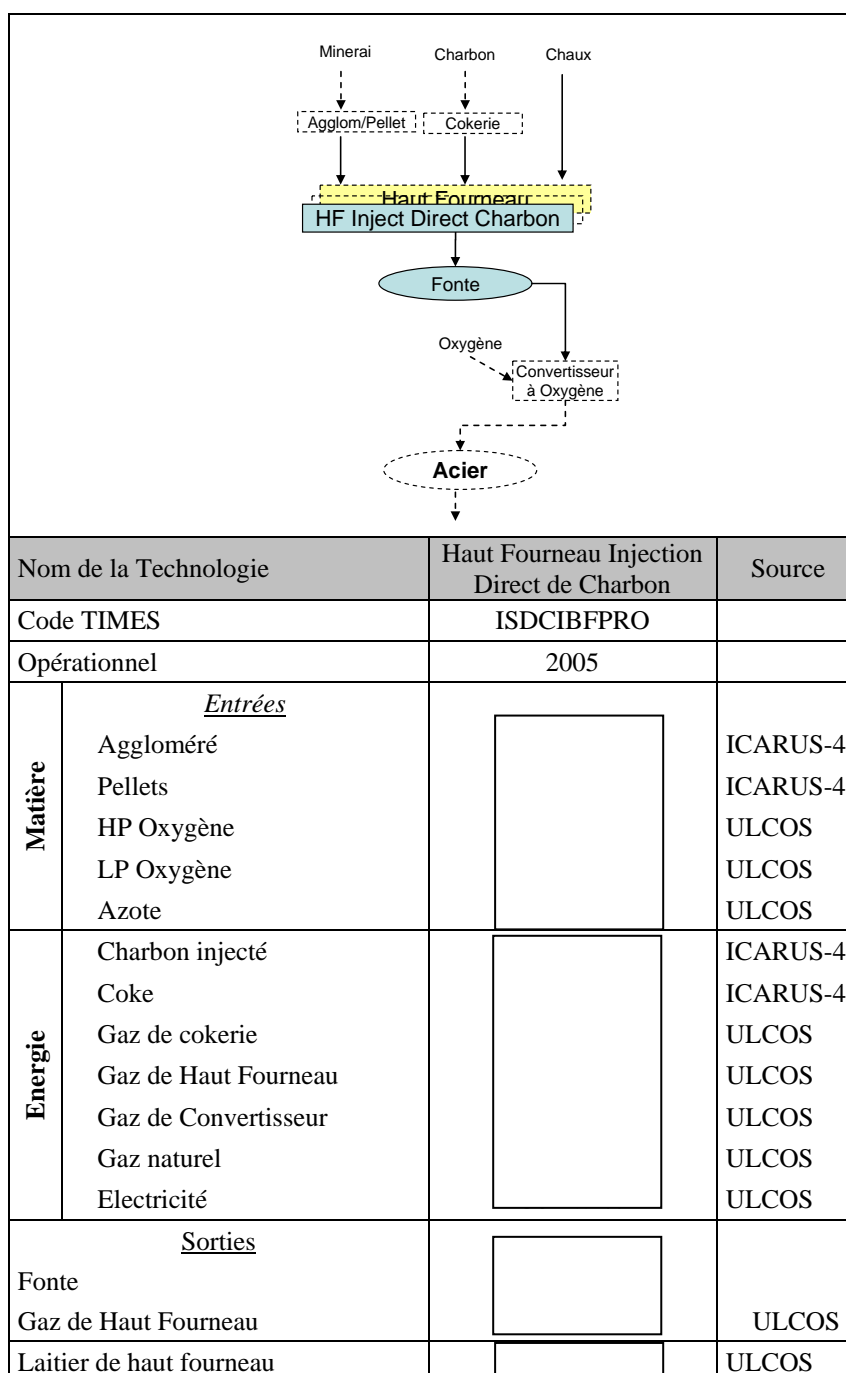 Minerai Charbon Chaux
Agglom/Pellet Cokerie
Haut Fourneau
HF Inject Direct Charbon
Fonte
Oxygène
Convertisseur
à Oxygène
Acier
Nom de la Technologie Haut Fourneau Injection Direct de Charbon Source
Code TIMES ISDCIBFPRO
Opérationnel 2005
Matière
Entrées
Aggloméré ICARUS-4
Pellets ICARUS-4
HP Oxygène ULCOS
LP Oxygène ULCOS
Azote ULCOS
Energie
Charbon injecté ICARUS-4
Coke ICARUS-4
Gaz de cokerie ULCOS
Gaz de Haut Fourneau ULCOS
Gaz de Convertisseur ULCOS
Gaz naturel ULCOS
Electricité ULCOS
Sorties
Fonte
Gaz de Haut Fourneau ULCOS
Laitier de haut fourneau ULCOS